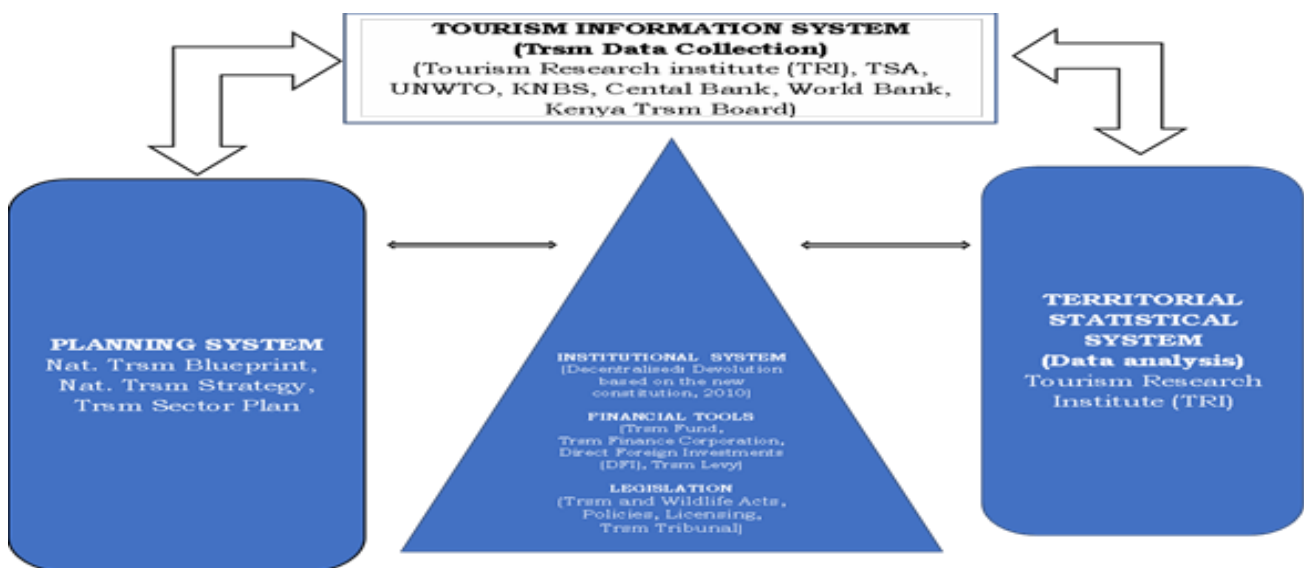 TOURISM INFORMATION SYSTEM
(Trsm Data Collection)
(Tourism Research institute (TRI), TSA,
UNWTO, KNBS, Cental Bank, World Bank,
Kenya Trsm Board)
PLANNING SYSTEM
Nat. Trsm Blueprint,
Nat. Trsm Strategy,
Trsm Sector Plan
INSTITUTIONAL SYSTEM
(Decentralised: Devolution
based on the new
constitution, 2010)
FINANCIAL TOOLS
(Trsm Fund,
Trsm Finance Corporation,
Direct Foreign Investments
(DFI), Trsm Levy)
LEGISLATION
(Trsm and Wildlife Acts,
Policies, Licensing,
Trsm Tribunal)
TERRITORIAL
STATISTICAL
SYSTEM
(Data analysis)
Tourism Research
Institute (TRI)